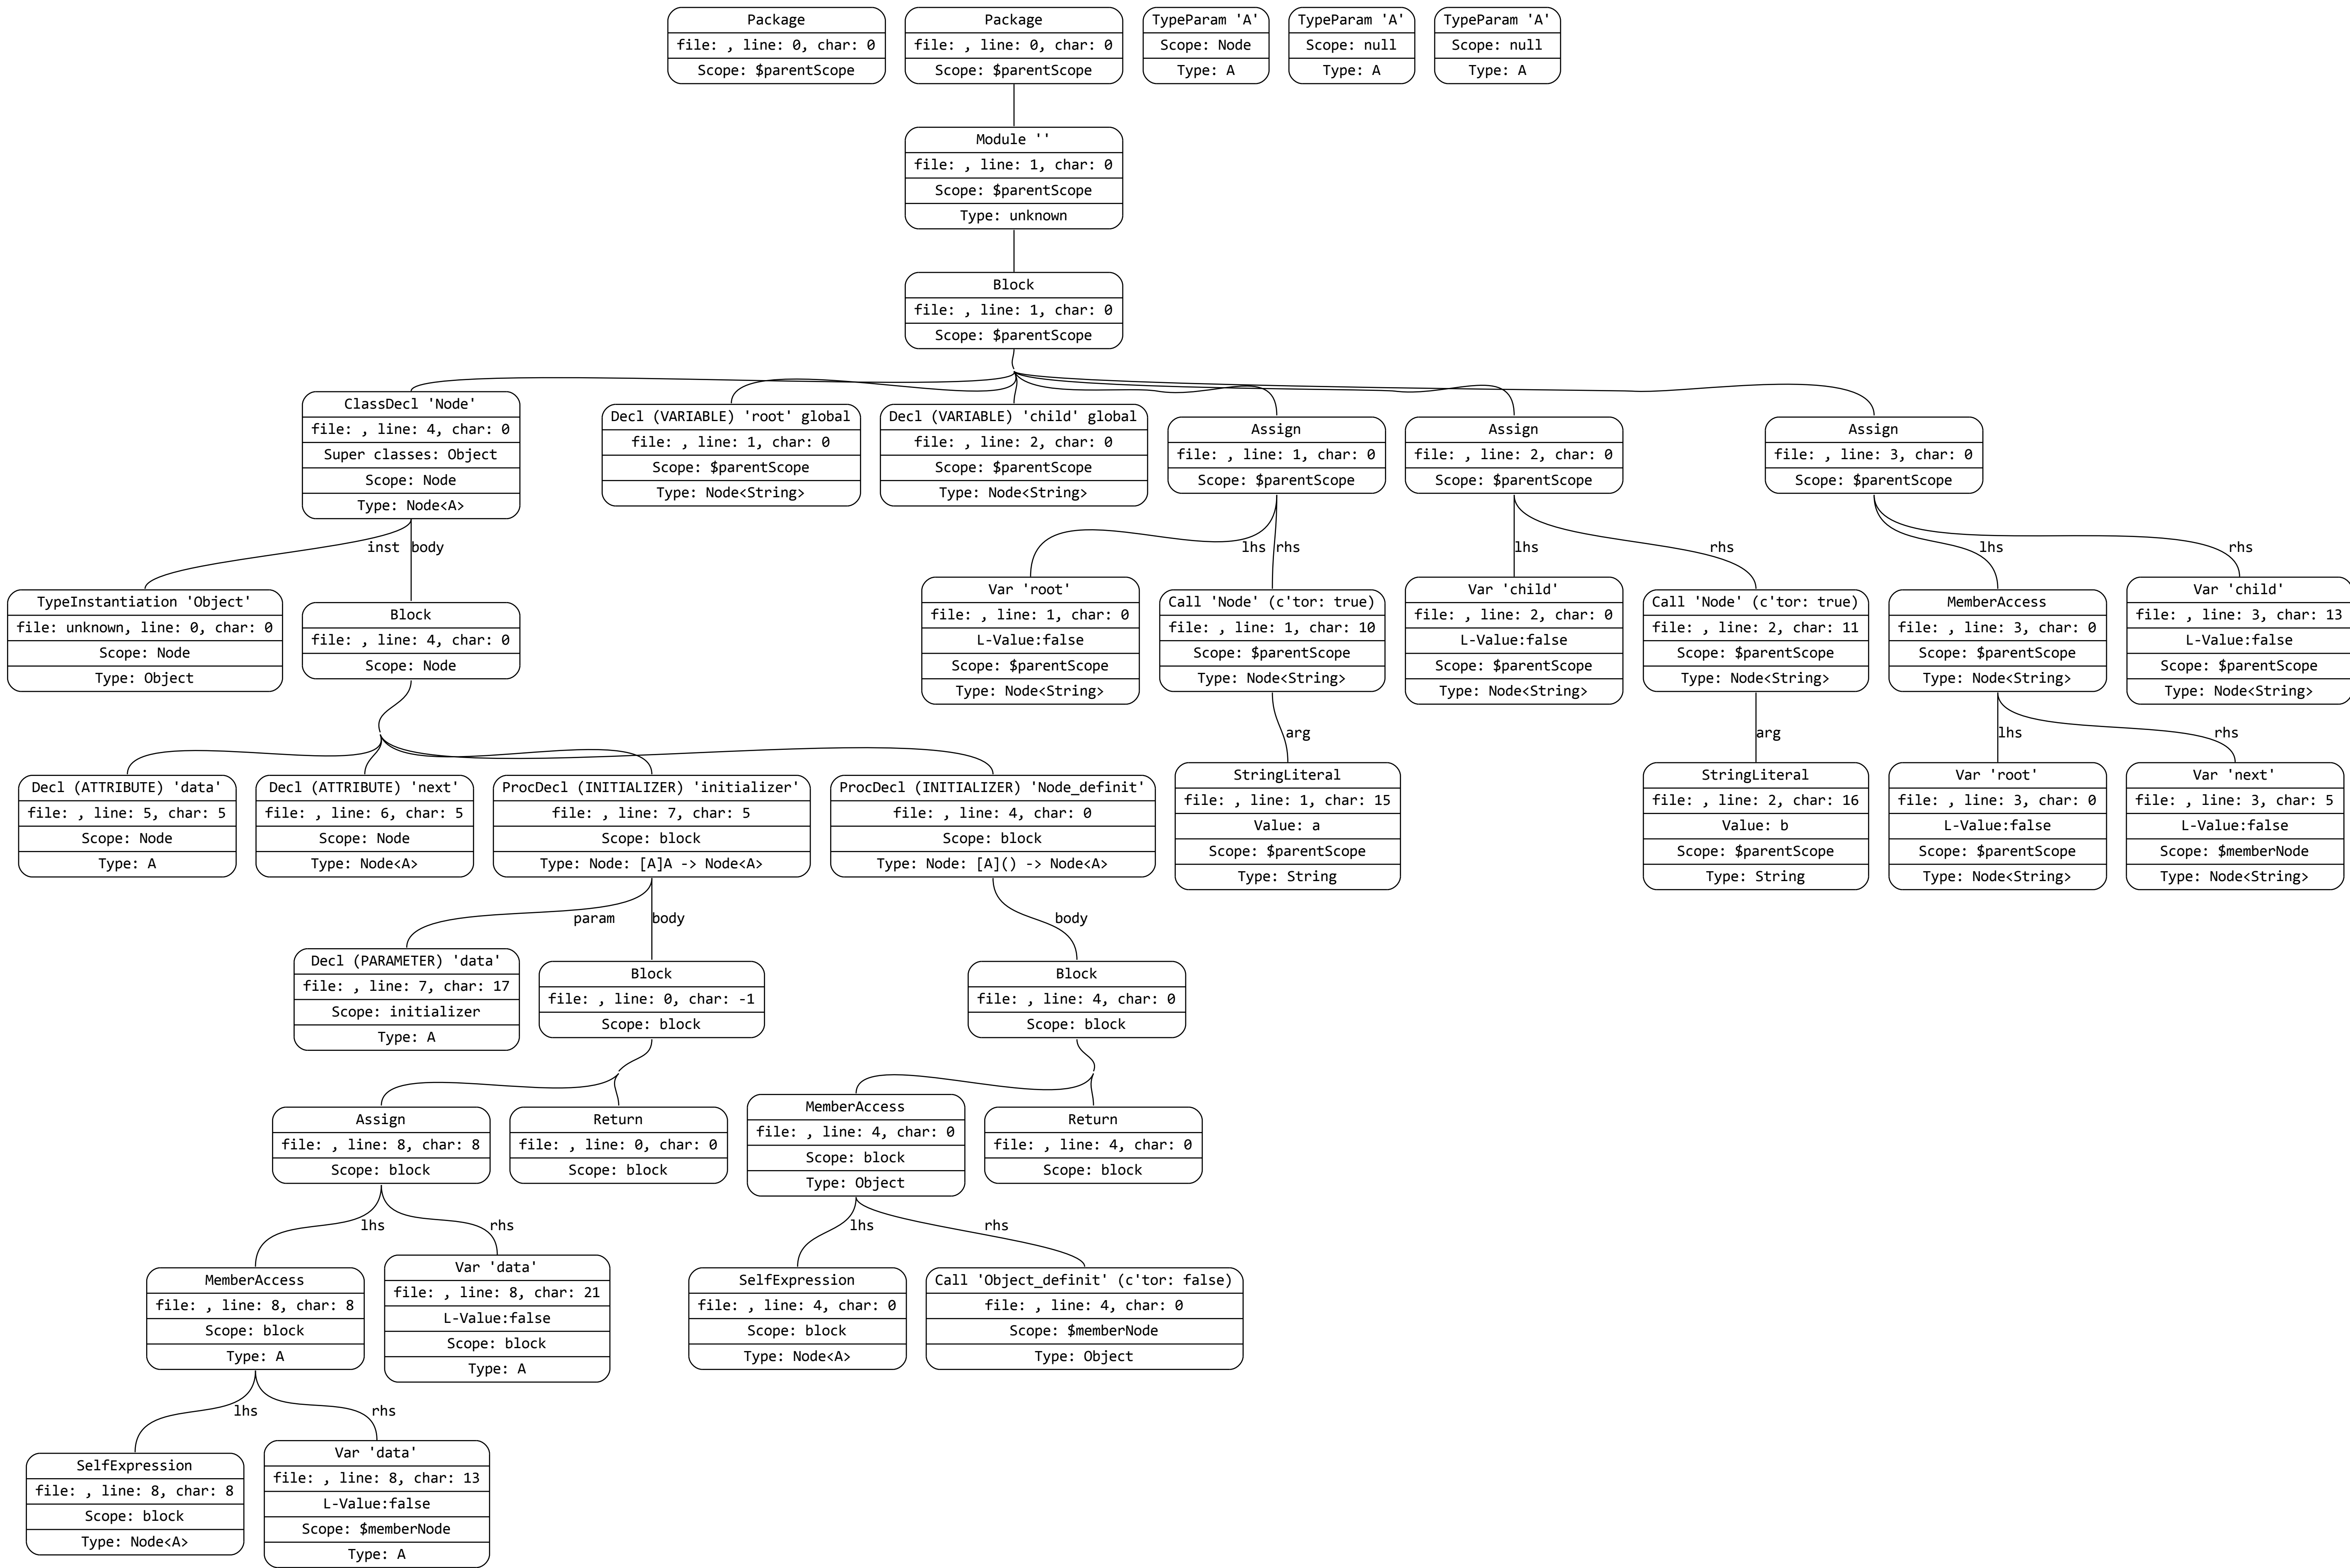 Package
file: , line: 0, char: 0
Scope: $parentScope
Package
file: , line: 0, char: 0
Scope: $parentScope
TypeParam 'A'
Scope: Node
Type: A
TypeParam 'A'
Scope: null
Type: A
TypeParam 'A'
Scope: null
Type: A
Module ''
file: , line: 1, char: 0
Scope: $parentScope
Type: unknown
Block
file: , line: 1, char: 0
Scope: $parentScope
ClassDecl 'Node'
file: , line: 4, char: 0
Super classes: Object
Scope: Node
Type: Node<A>
Decl (VARIABLE) 'root' global
file: , line: 1, char: 0
Scope: $parentScope
Type: Node<String>
Decl (VARIABLE) 'child' global
file: , line: 2, char: 0
Scope: $parentScope
Type: Node<String>
Assign
file: , line: 1, char: 0
Scope: $parentScope
Assign
file: , line: 2, char: 0
Scope: $parentScope
Assign
file: , line: 3, char: 0
Scope: $parentScope
inst
body
lhs
rhs
lhs
rhs
lhs
rhs
TypeInstantiation 'Object'
file: unknown, line: 0, char: 0
Scope: Node
Type: Object
Block
file: , line: 4, char: 0
Scope: Node
Var 'root'
file: , line: 1, char: 0
L-Value:false
Scope: $parentScope
Type: Node<String>
Call 'Node' (c'tor: true)
file: , line: 1, char: 10
Scope: $parentScope
Type: Node<String>
Var 'child'
file: , line: 2, char: 0
L-Value:false
Scope: $parentScope
Type: Node<String>
Call 'Node' (c'tor: true)
file: , line: 2, char: 11
Scope: $parentScope
Type: Node<String>
MemberAccess
file: , line: 3, char: 0
Scope: $parentScope
Type: Node<String>
Var 'child'
file: , line: 3, char: 13
L-Value:false
Scope: $parentScope
Type: Node<String>
arg
arg
lhs
rhs
Decl (ATTRIBUTE) 'data'
file: , line: 5, char: 5
Scope: Node
Type: A
Decl (ATTRIBUTE) 'next'
file: , line: 6, char: 5
Scope: Node
Type: Node<A>
ProcDecl (INITIALIZER) 'initializer'
file: , line: 7, char: 5
Scope: block
Type: Node: [A]A -> Node<A>
ProcDecl (INITIALIZER) 'Node_definit'
file: , line: 4, char: 0
Scope: block
Type: Node: [A]() -> Node<A>
StringLiteral
file: , line: 1, char: 15
Value: a
Scope: $parentScope
Type: String
StringLiteral
file: , line: 2, char: 16
Value: b
Scope: $parentScope
Type: String
Var 'root'
file: , line: 3, char: 0
L-Value:false
Scope: $parentScope
Type: Node<String>
Var 'next'
file: , line: 3, char: 5
L-Value:false
Scope: $memberNode
Type: Node<String>
param
body
body
Decl (PARAMETER) 'data'
file: , line: 7, char: 17
Scope: initializer
Type: A
Block
file: , line: 0, char: -1
Scope: block
Block
file: , line: 4, char: 0
Scope: block
Assign
file: , line: 8, char: 8
Scope: block
Return
file: , line: 0, char: 0
Scope: block
MemberAccess
file: , line: 4, char: 0
Scope: block
Type: Object
Return
file: , line: 4, char: 0
Scope: block
lhs
rhs
lhs
rhs
MemberAccess
file: , line: 8, char: 8
Scope: block
Type: A
Var 'data'
file: , line: 8, char: 21
L-Value:false
Scope: block
Type: A
SelfExpression
file: , line: 4, char: 0
Scope: block
Type: Node<A>
Call 'Object_definit' (c'tor: false)
file: , line: 4, char: 0
Scope: $memberNode
Type: Object
lhs
rhs
SelfExpression
file: , line: 8, char: 8
Scope: block
Type: Node<A>
Var 'data'
file: , line: 8, char: 13
L-Value:false
Scope: $memberNode
Type: A